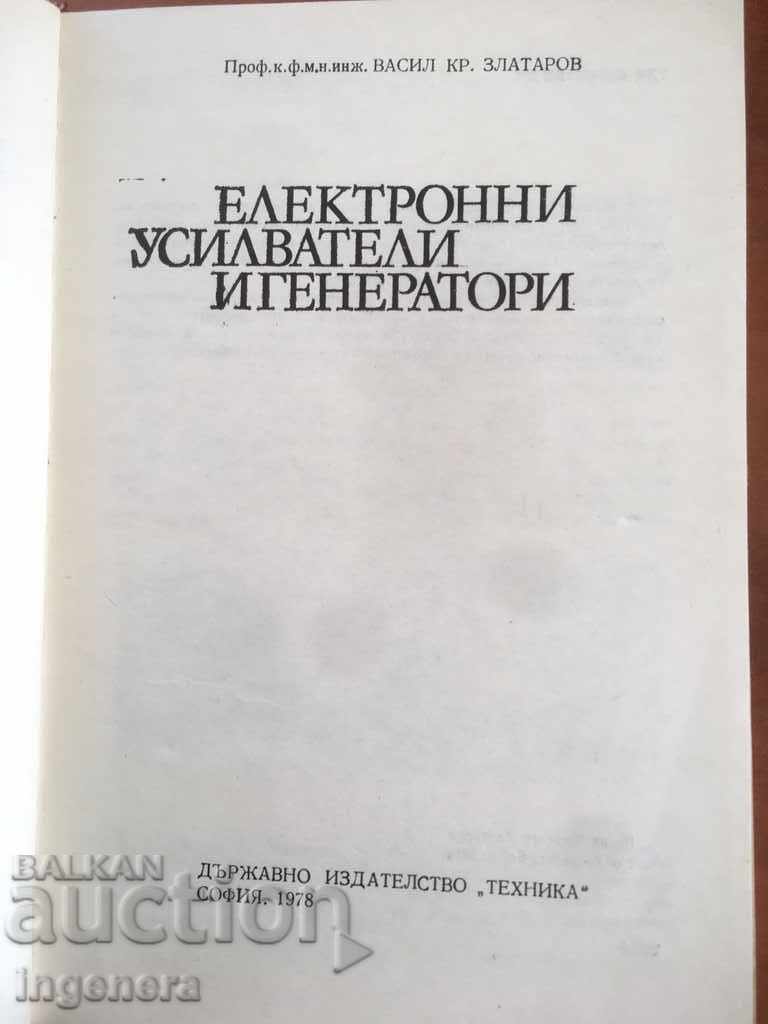 Проф. к.ф.м.н. инж. ВАСИЛ КР. ЗЛАТАРОВ
ЕЛЕКТРОННИ
УСИЛВАТЕЛИ
И ГЕНЕРАТОРИ
ДЪРЖАВНО ИЗДАТЕЛСТВО „ТЕХНИКА“
СОФИЯ, 1978
BALKAN
auction
ingenera